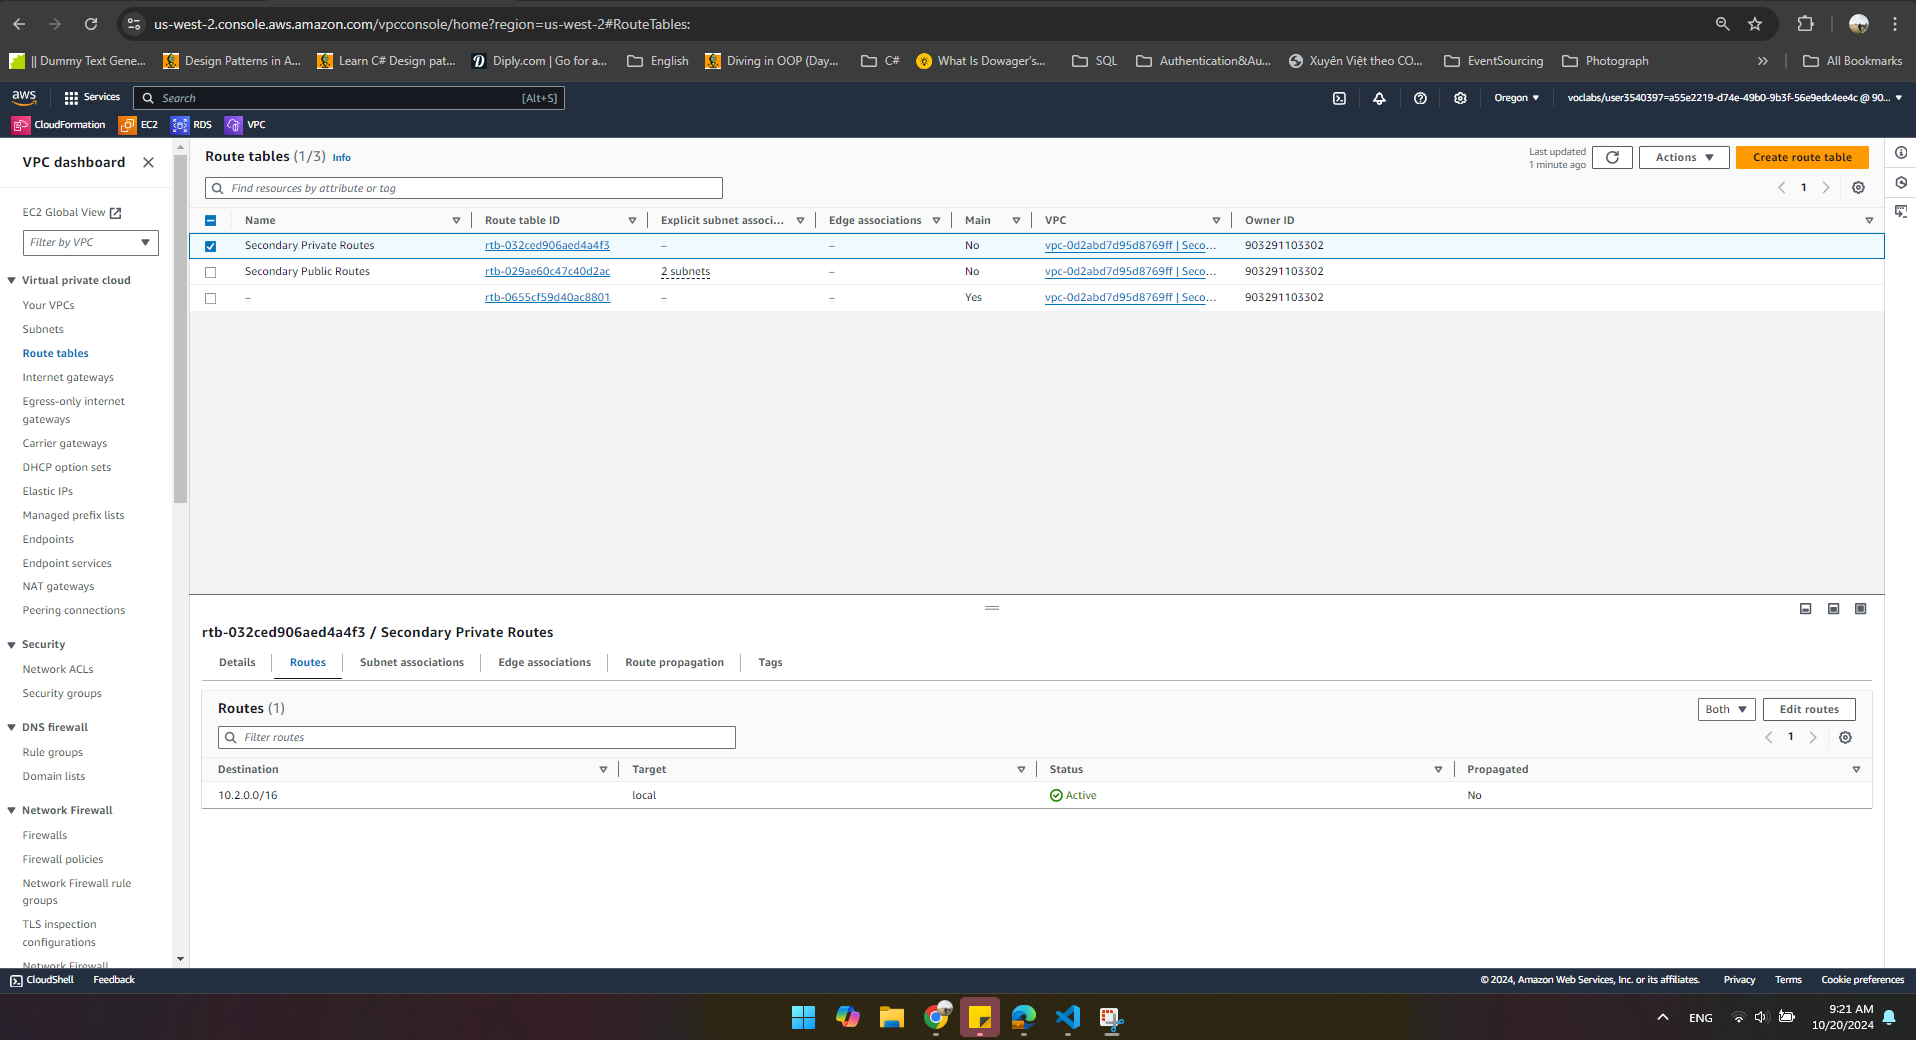 us-west-2.console.aws.amazon.com/vpcconsole/home?region=us-west-2#RouteTables:
|| Dummy Text Gene...
Design Patterns in A...
Learn C# Design pat...
Diply.com | Go for a...
English
Diving in OOP (Day...
C#
What Is Dowager's...
SQL
Authentication&Au...
Xuyên Việt theo CO...
EventSourcing
Photograph
»
All Bookmarks
aws
Services
Search
[Alt+S]
Oregon
voclabs/user3540397=a55e2219-d74e-49b0-9b3f-56e9edc4ee4c @ 90...
CloudFormation
EC2
RDS
VPC
VPC dashboard
EC2 Global View
Filter by VPC
Virtual private cloud
Your VPCs
Subnets
Route tables
Internet gateways
Egress-only internet
gateways
Carrier gateways
DHCP option sets
Elastic IPs
Managed prefix lists
Endpoints
Endpoint services
NAT gateways
Peering connections
Security
Network ACLs
Security groups
DNS firewall
Rule groups
Domain lists
Network Firewall
Firewalls
Firewall policies
Network Firewall rule
groups
TLS inspection
configurations
Network Firewall
Route tables (1/3) Info
Last updated
1 minute ago
Actions
Create route table
Find resources by attribute or tag
1
Name Route table ID Explicit subnet associ... Edge associations Main VPC Owner ID
Secondary Private Routes rtb-032ced906aed4a4f3 – – No vpc-0d2abd7d95d8769ff | Seco... 903291103302
Secondary Public Routes rtb-029ae60c47c40d2ac 2 subnets – No vpc-0d2abd7d95d8769ff | Seco... 903291103302
– rtb-0655cf59d40ac8801 – – Yes vpc-0d2abd7d95d8769ff | Seco... 903291103302
rtb-032ced906aed4a4f3 / Secondary Private Routes
Details
Routes
Subnet associations
Edge associations
Route propagation
Tags
Routes (1)
Both
Edit routes
Filter routes
1
Destination Target Status Propagated
10.2.0.0/16 local Active No
CloudShell
Feedback
© 2024, Amazon Web Services, Inc. or its affiliates.
Privacy
Terms
Cookie preferences
ENG
9:21 AM
10/20/2024